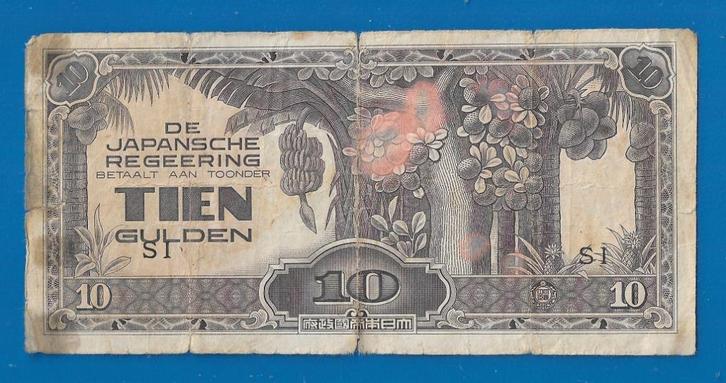 10 10
DE
JAPANSCHE
REGEERING
BETAALT AAN TOONDER
TIEN
GULDEN
SI SI
10 10 10
府政國帝本日大